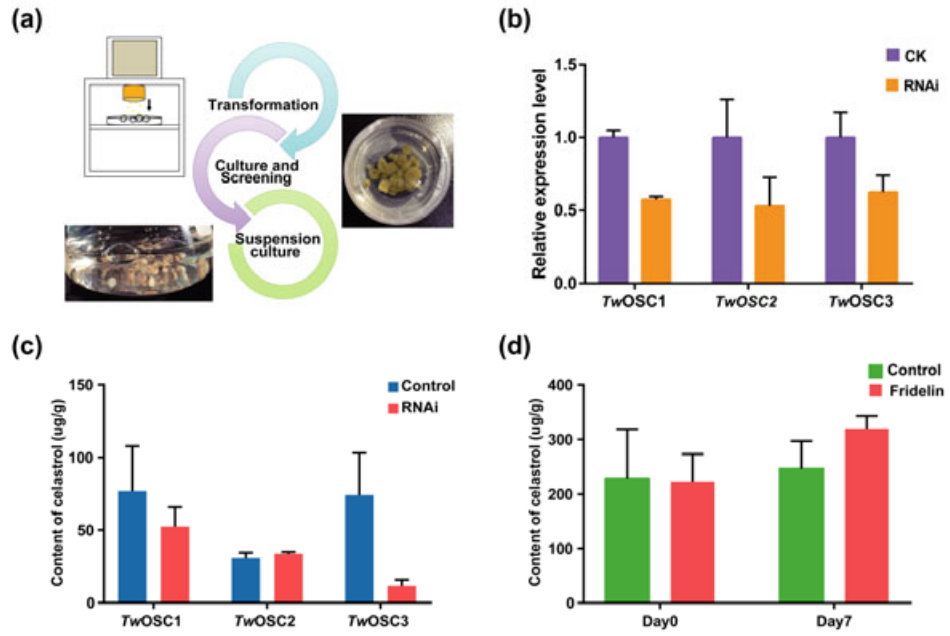 (a)
Transformation
Culture and
Screening
Suspension
culture
(b)
CK
RNAi
Relative expression level
1.5
1.0
0.5
0.0
TwOSC1
TwOSC2
TwOSC3
(c)
Control
RNAi
Content of celastrol (ug/g)
150
100
50
0
TwOSC1
TwOSC2
TwOSC3
(d)
Control
Fridelin
Content of celastrol (ug/g)
400
300
200
100
0
Day0
Day7